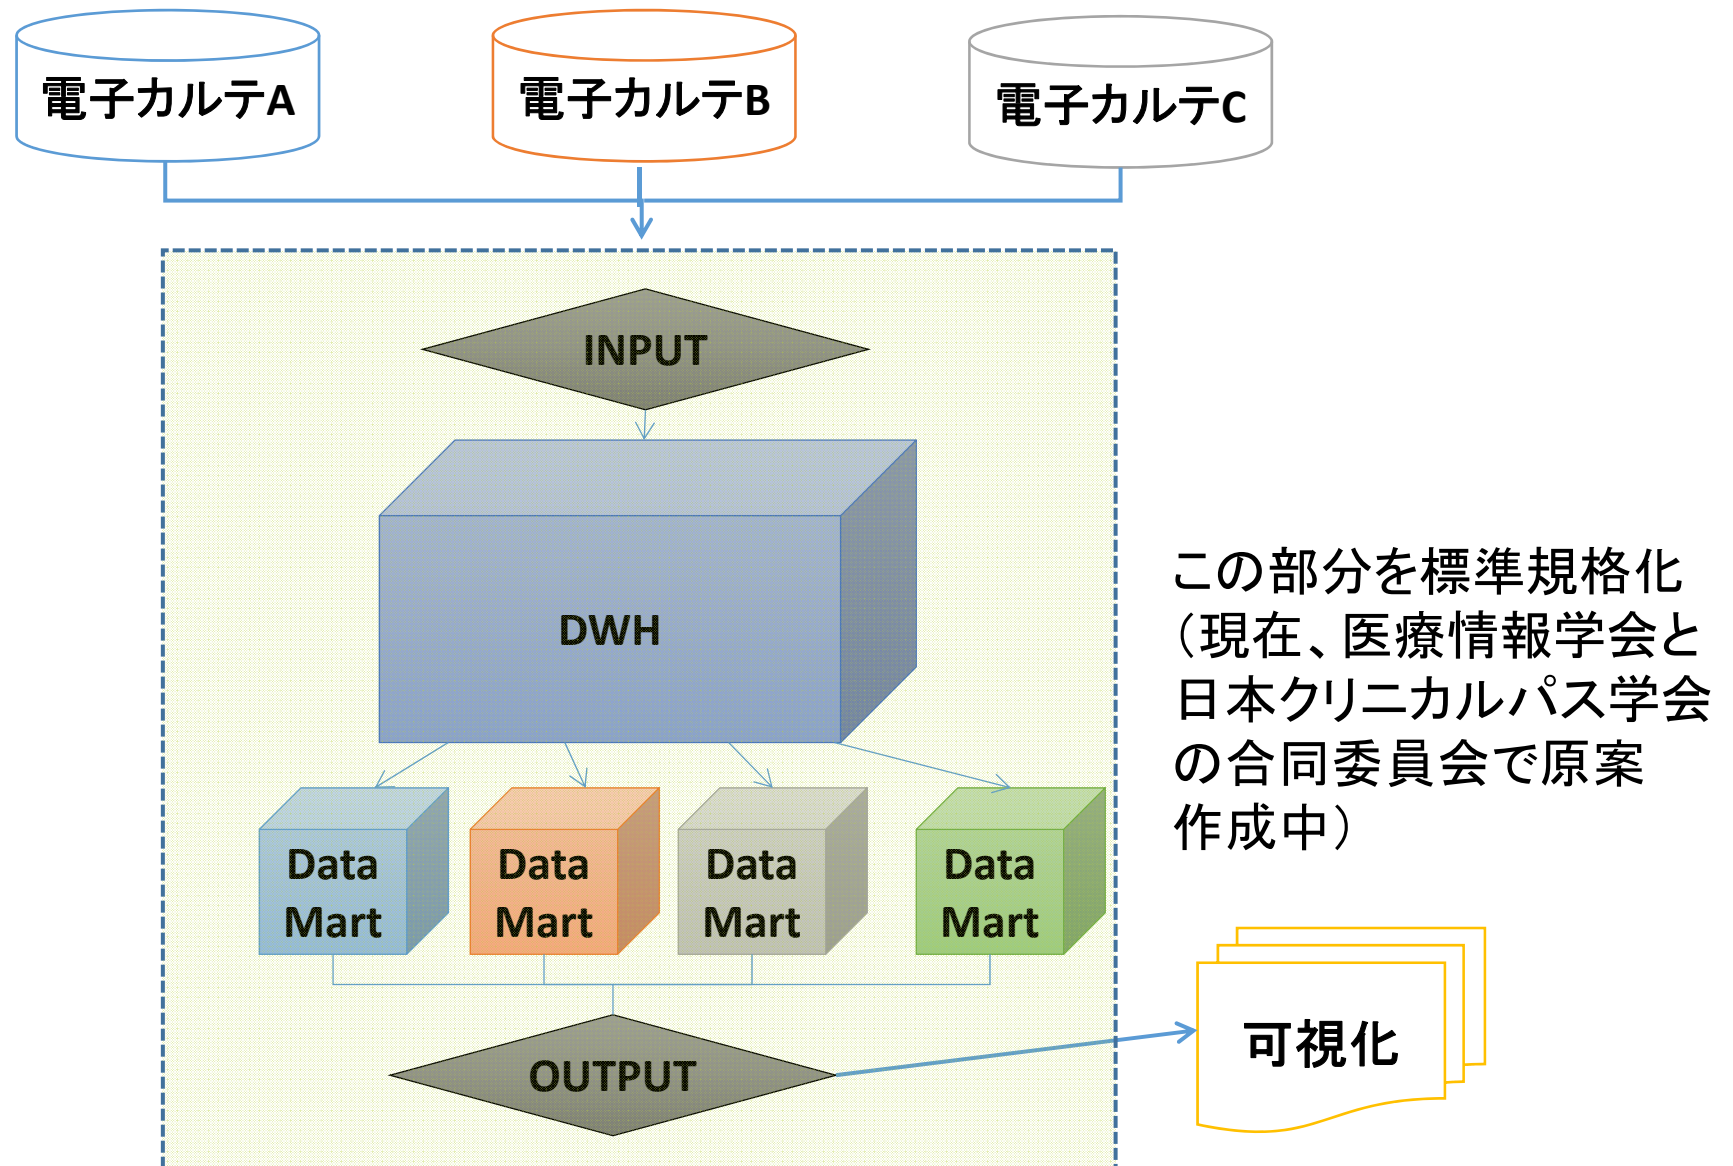 電子カルテA
電子カルテB
電子カルテC
INPUT
DWH
この部分を標準規格化
（現在、医療情報学会と
日本クリニカルパス学会
の合同委員会で原案
作成中）
Data
Mart
Data
Mart
Data
Mart
Data
Mart
OUTPUT
可視化